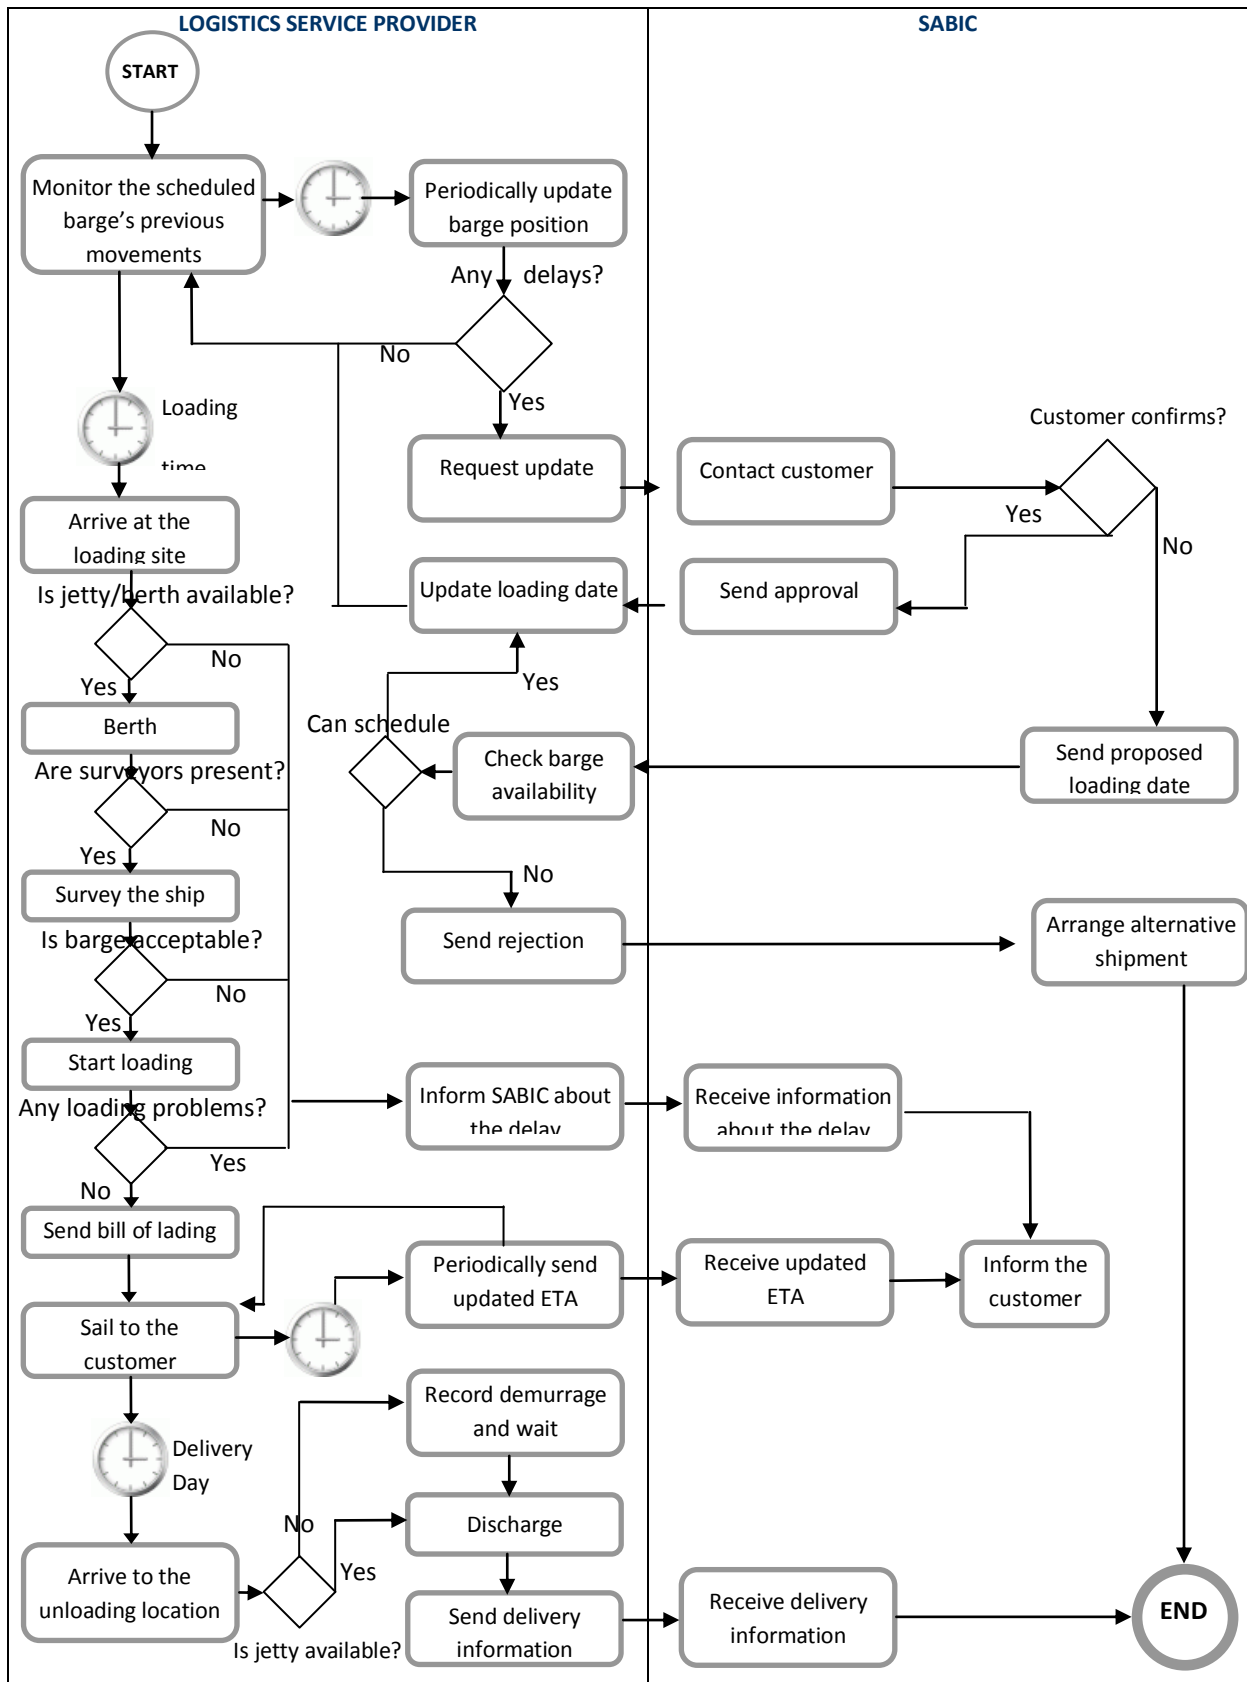 LOGISTICS SERVICE PROVIDER
SABIC
START
Monitor the scheduled
barge's previous
movements
Periodically update
barge position
Any delays?
No
Yes
Loading
time
Request update
Contact customer
Customer confirms?
Yes
No
Arrive at the
loading site
Update loading date
Send approval
Is jetty/berth available?
No
Yes
Yes
Berth
Can schedule
Check barge
availability
Send proposed
loading date
Are surveyors present?
No
Yes
No
Survey the ship
Send rejection
Arrange alternative
shipment
Is barge acceptable?
No
Yes
Start loading
Inform SABIC about
the delay
Receive information
about the delay
Any loading problems?
Yes
No
Send bill of lading
Periodically send
updated ETA
Receive updated
ETA
Inform the
customer
Sail to the
customer
Record demurrage
and wait
Delivery
Day
No
Discharge
Yes
Arrive to the
unloading location
Is jetty available?
Send delivery
information
Receive delivery
information
END